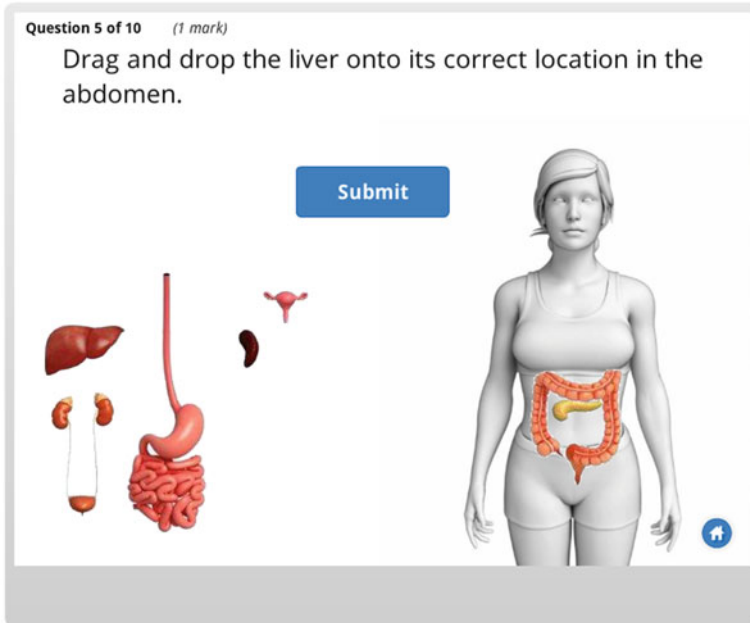 Question 5 of 10 (1 mark)
Drag and drop the liver onto its correct location in the
abdomen.
Submit